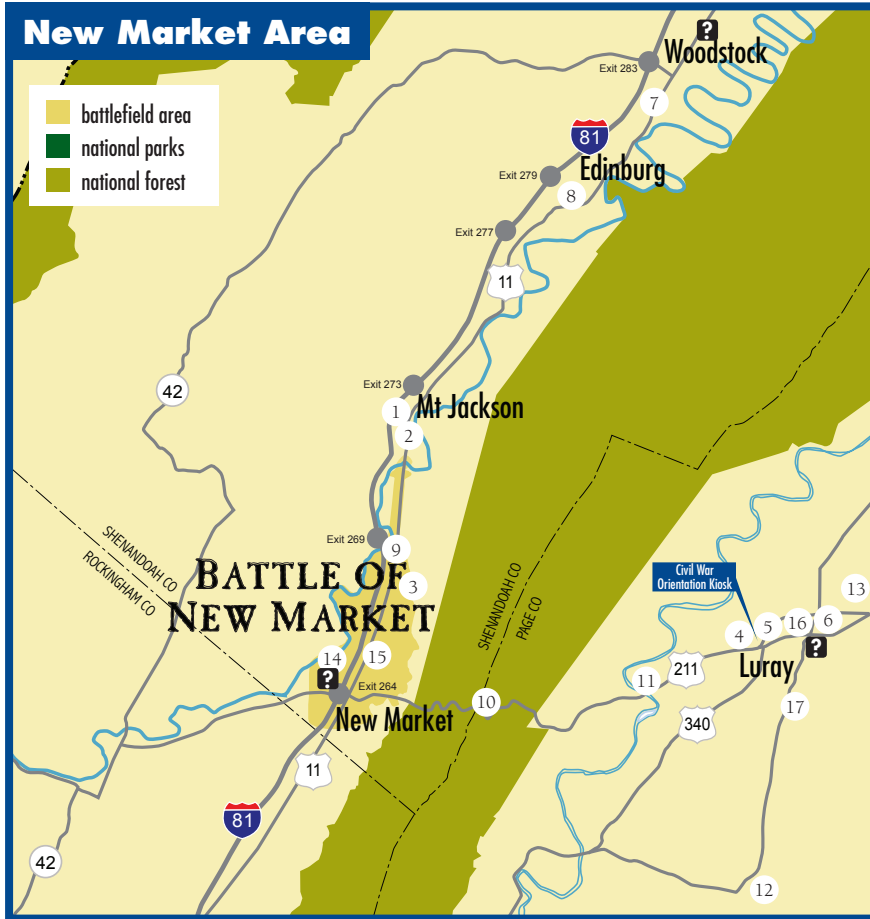 New Market Area
battlefield area
national parks
national forest
?
Woodstock
Exit 283
7
81
Edinburg
Exit 279
8
Exit 277
11
42
Exit 273
1
Mt Jackson
2
Exit 269
9
SHENANDOAH CO
ROCKINGHAM CO
BATTLE OF
NEW MARKET
3
SHENANDOAH CO
PAGE CO
Civil War
Orientation Kiosk
13
4
5
16
6
?
Luray
14
15
?
Exit 264
New Market
10
11
211
340
17
11
81
42
12